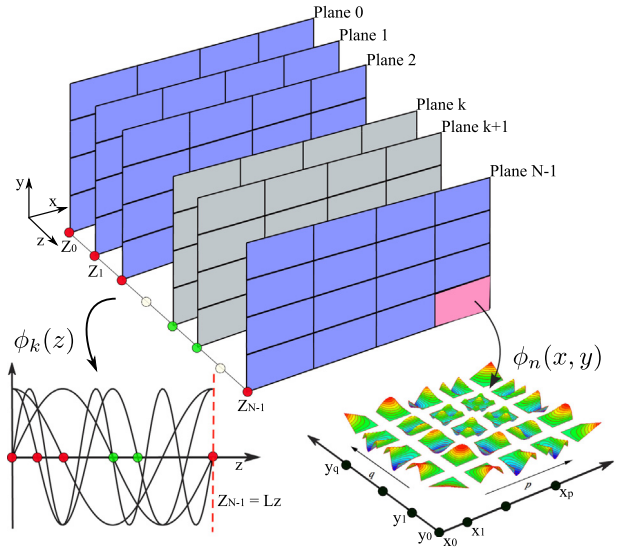 Plane 0
Plane 1
Plane 2
Plane k
Plane k+1
Plane N-1
y
x
z
Z0
Z1
ZN-1
ϕk(z)
ϕn(x, y)
z
ZN-1 = Lz
yq
q
p
xp
y1
y0
x0
x1